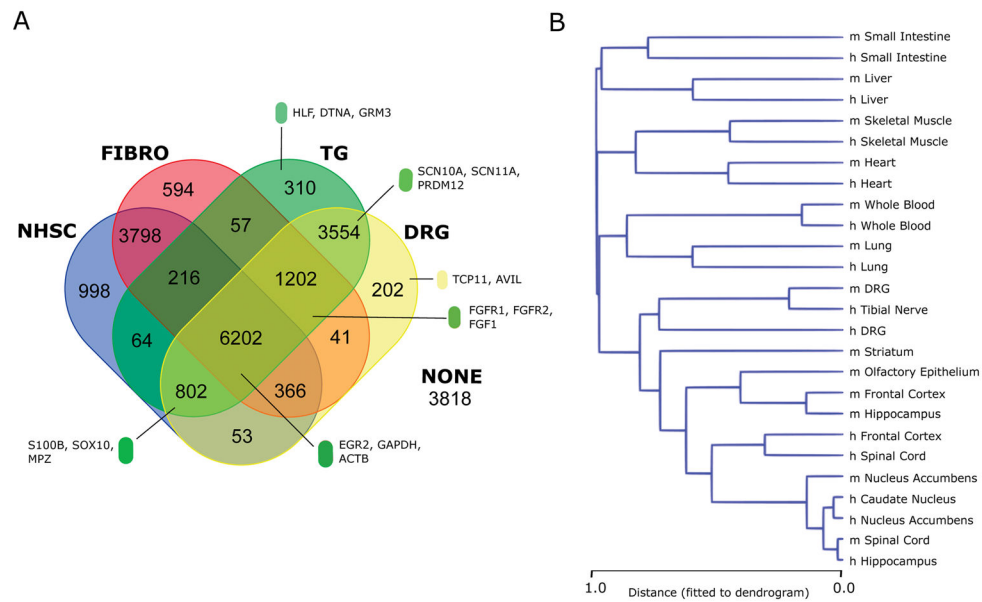 A
HLF, DTNA, GRM3
FIBRO
TG
SCN10A, SCN11A,
PRDM12
594
310
NHSC
3798
57
3554
DRG
998
216
1202
202
TCP11, AVIL
FGFR1, FGFR2,
FGF1
64
6202
41
NONE
3818
802
366
53
S100B, SOX10,
MPZ
EGR2, GAPDH,
ACTB
B
m Small Intestine
h Small Intestine
m Liver
h Liver
m Skeletal Muscle
h Skeletal Muscle
m Heart
h Heart
m Whole Blood
h Whole Blood
m Lung
h Lung
m DRG
h Tibial Nerve
h DRG
m Striatum
m Olfactory Epithelium
m Frontal Cortex
m Hippocampus
h Frontal Cortex
h Spinal Cord
m Nucleus Accumbens
h Caudate Nucleus
h Nucleus Accumbens
m Spinal Cord
h Hippocampus
1.0
0.0
Distance (fitted to dendrogram)